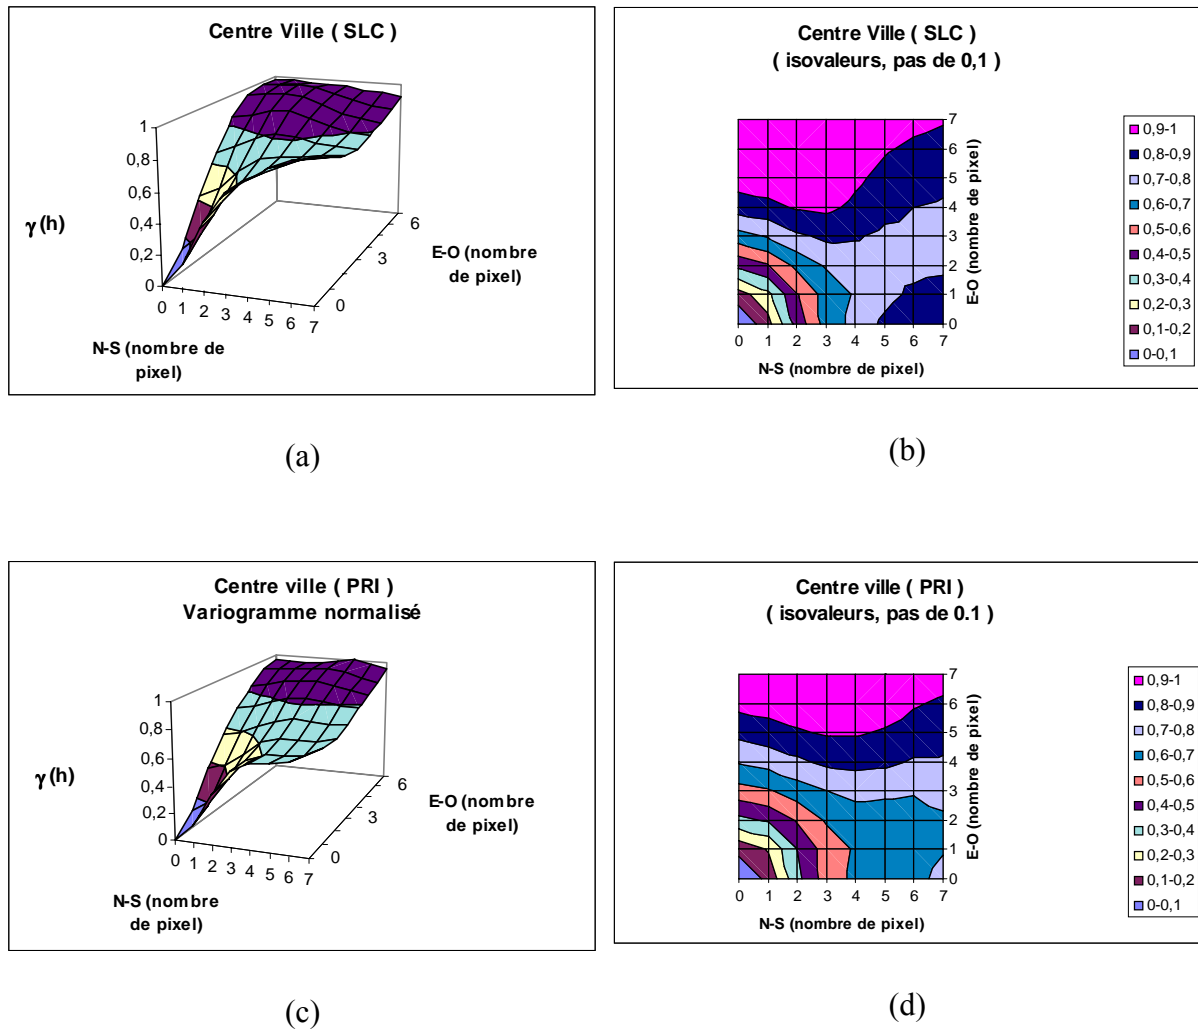 Centre Ville ( SLC )
1
0,8
0,6
0,4
0,2
0
γ (h)
0 1 2 3 4 5 6 7
N-S (nombre de
pixel)
0
3
6
E-O (nombre
de pixel)
(a)
Centre Ville ( SLC )
( isovaleurs, pas de 0,1 )
7
6
5
4
3
2
1
0
E-O (nombre de pixel)
0 1 2 3 4 5 6 7
N-S (nombre de pixel)
0,9-1
0,8-0,9
0,7-0,8
0,6-0,7
0,5-0,6
0,4-0,5
0,3-0,4
0,2-0,3
0,1-0,2
0-0,1
(b)
Centre ville ( PRI )
Variogramme normalisé
1
0,8
0,6
0,4
0,2
0
γ (h)
0 1 2 3 4 5 6 7
N-S (nombre
de pixel)
0
3
6
E-O (nombre
de pixel)
(c)
Centre ville ( PRI )
( isovaleurs, pas de 0.1 )
7
6
5
4
3
2
1
0
E-O (nombre de pixel)
0 1 2 3 4 5 6 7
N-S (nombre de pixel)
0,9-1
0,8-0,9
0,7-0,8
0,6-0,7
0,5-0,6
0,4-0,5
0,3-0,4
0,2-0,3
0,1-0,2
0-0,1
(d)